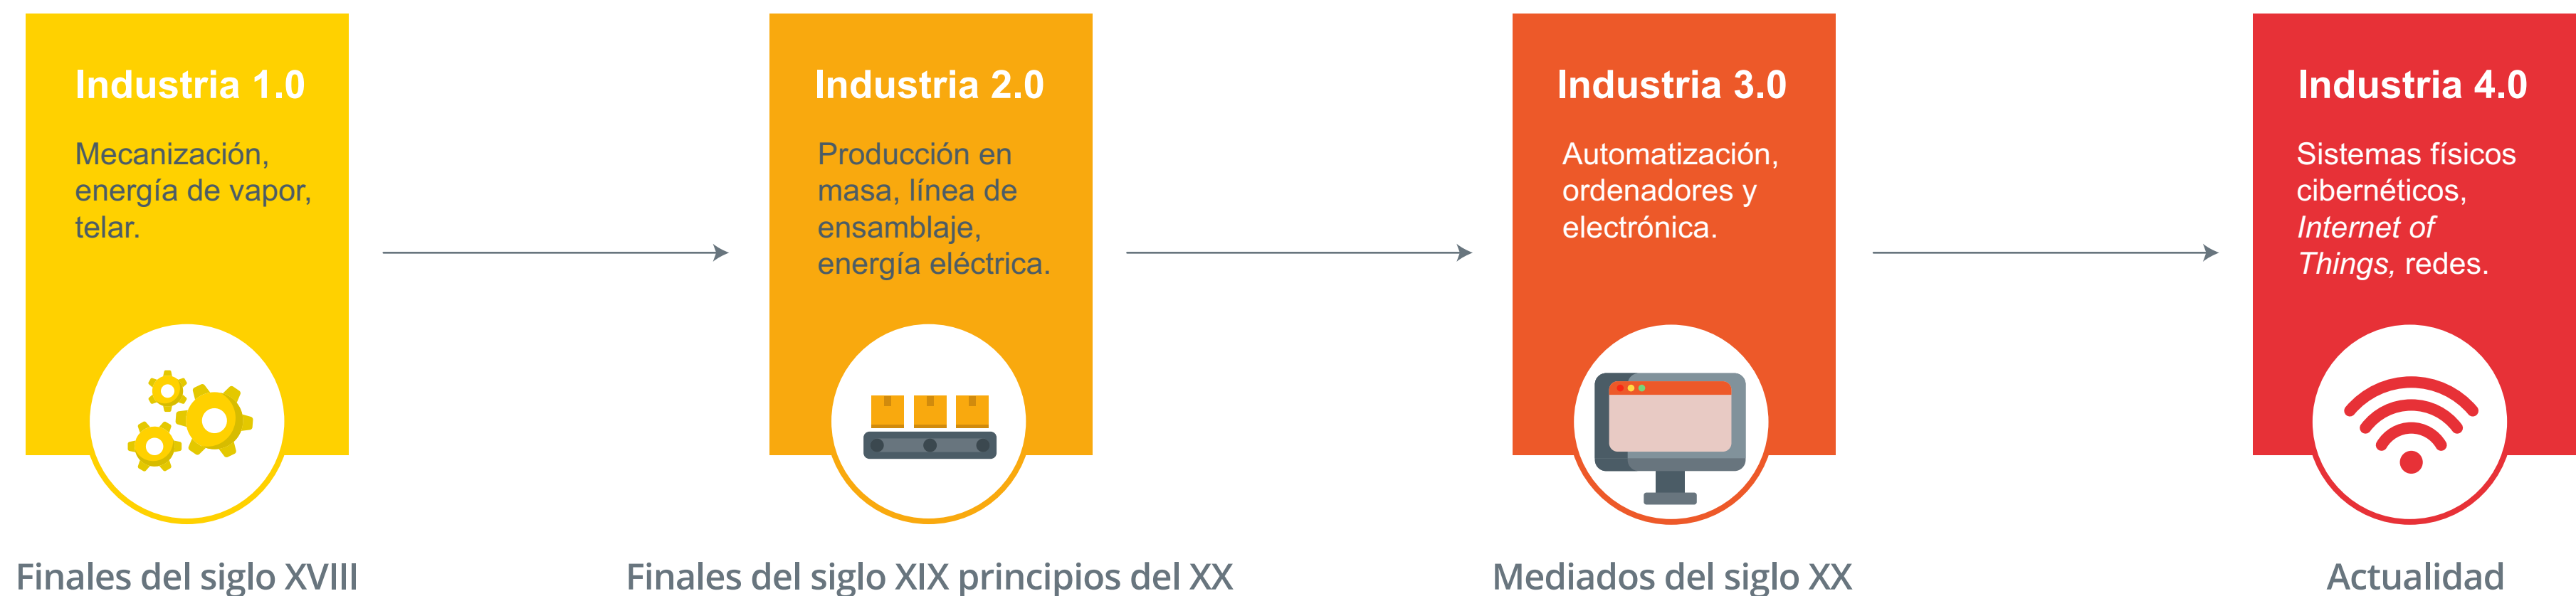 Industria 1.0
Mecanización,
energía de vapor,
telar.
Finales del siglo XVIII
Industria 2.0
Producción en
masa, línea de
ensamblaje,
energía eléctrica.
Finales del siglo XIX principios del XX
Industria 3.0
Automatización,
ordenadores y
electrónica.
Mediados del siglo XX
Industria 4.0
Sistemas físicos
cibernéticos,
Internet of
Things, redes.
Actualidad